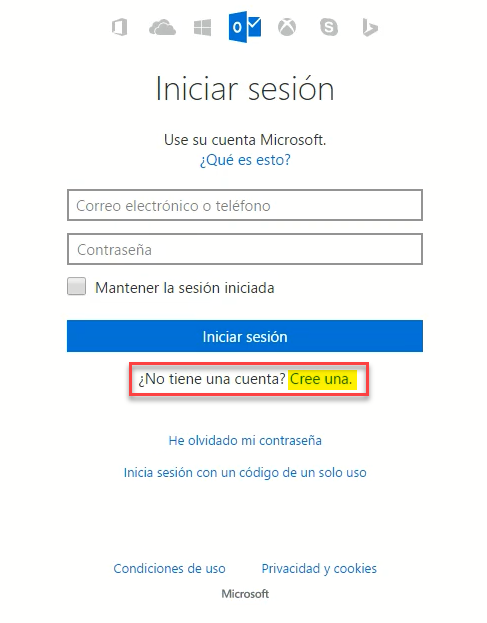 Iniciar sesión
Use su cuenta Microsoft.
¿Qué es esto?
Correo electrónico o teléfono
Contraseña
Mantener la sesión iniciada
Iniciar sesión
¿No tiene una cuenta? Cree una.
He olvidado mi contraseña
Inicia sesión con un código de un solo uso
Condiciones de uso Privacidad y cookies
Microsoft